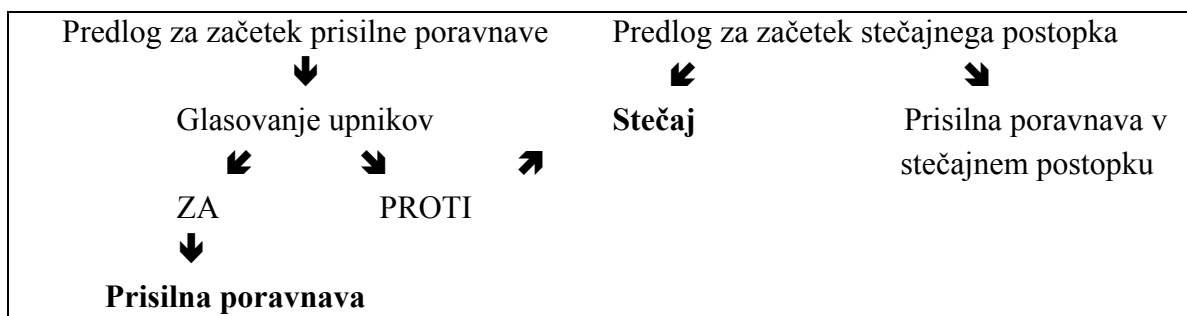 Predlog za začetek prisilne poravnave Predlog za začetek stečajnega postopka
Glasovanje upnikov Stečaj Prisilna poravnava v
stečajnem postopku
ZA PROTI
Prisilna poravnava